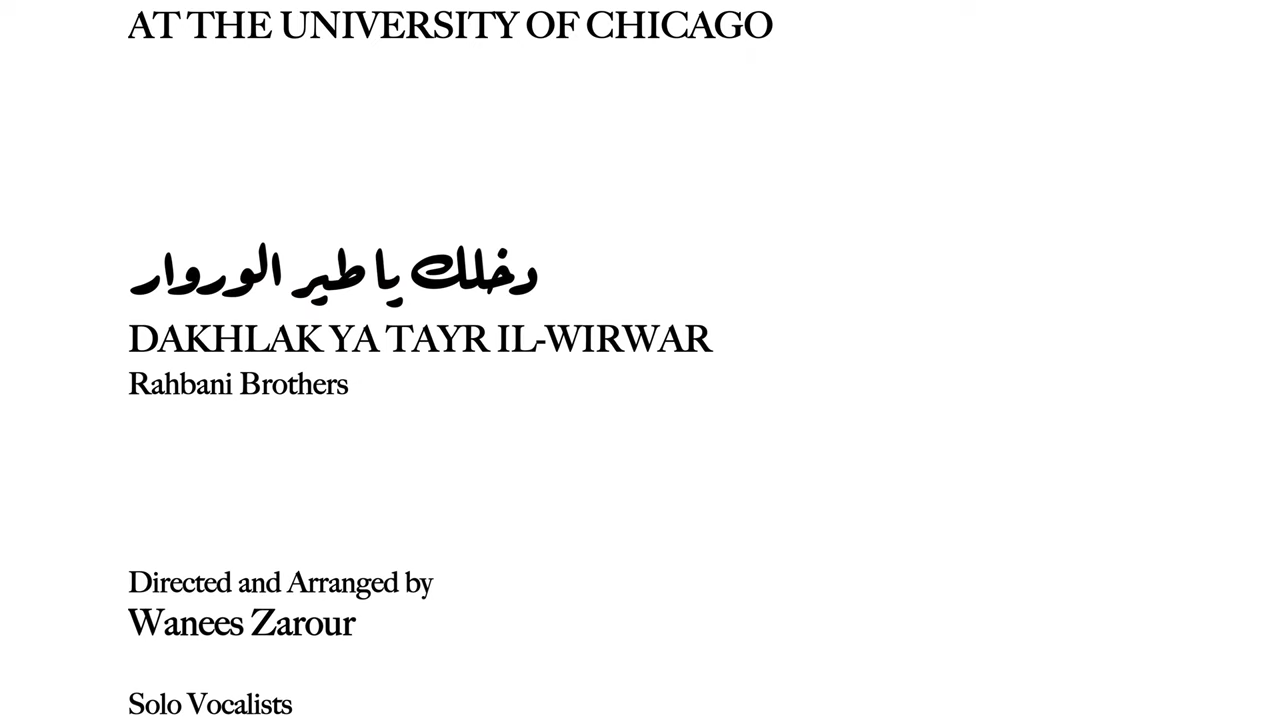 AT THE UNIVERSITY OF CHICAGO
دخلك يا طير الوروار
DAKHLAK YA TAYR IL-WIRWAR
Rahbani Brothers
Directed and Arranged by
Wanees Zarour
Solo Vocalists